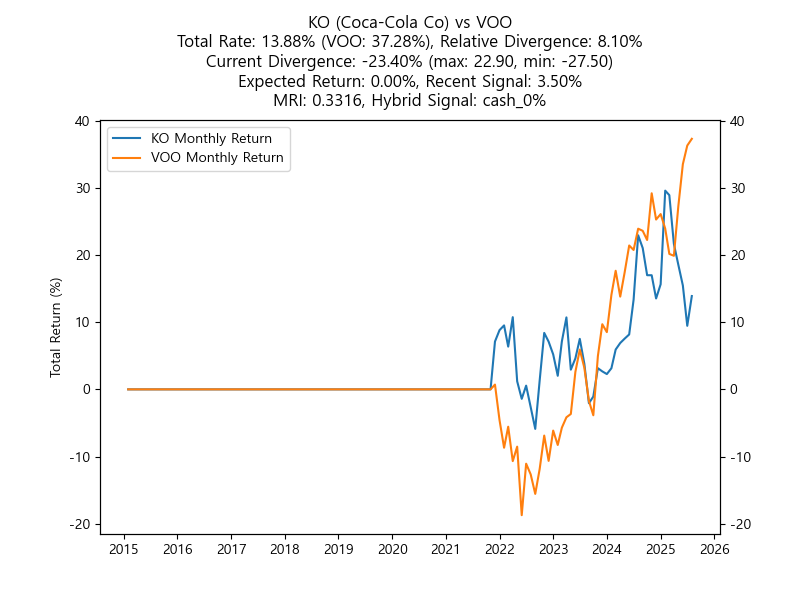 KO (Coca-Cola Co) vs VOO
Total Rate: 13.88% (VOO: 37.28%), Relative Divergence: 8.10%
Current Divergence: -23.40% (max: 22.90, min: -27.50)
Expected Return: 0.00%, Recent Signal: 3.50%
MRI: 0.3316, Hybrid Signal: cash_0%
KO Monthly Return
VOO Monthly Return
Total Return (%)
40
30
20
10
0
-10
-20
40
30
20
10
0
-10
-20
2015 2016 2017 2018 2019 2020 2021 2022 2023 2024 2025 2026